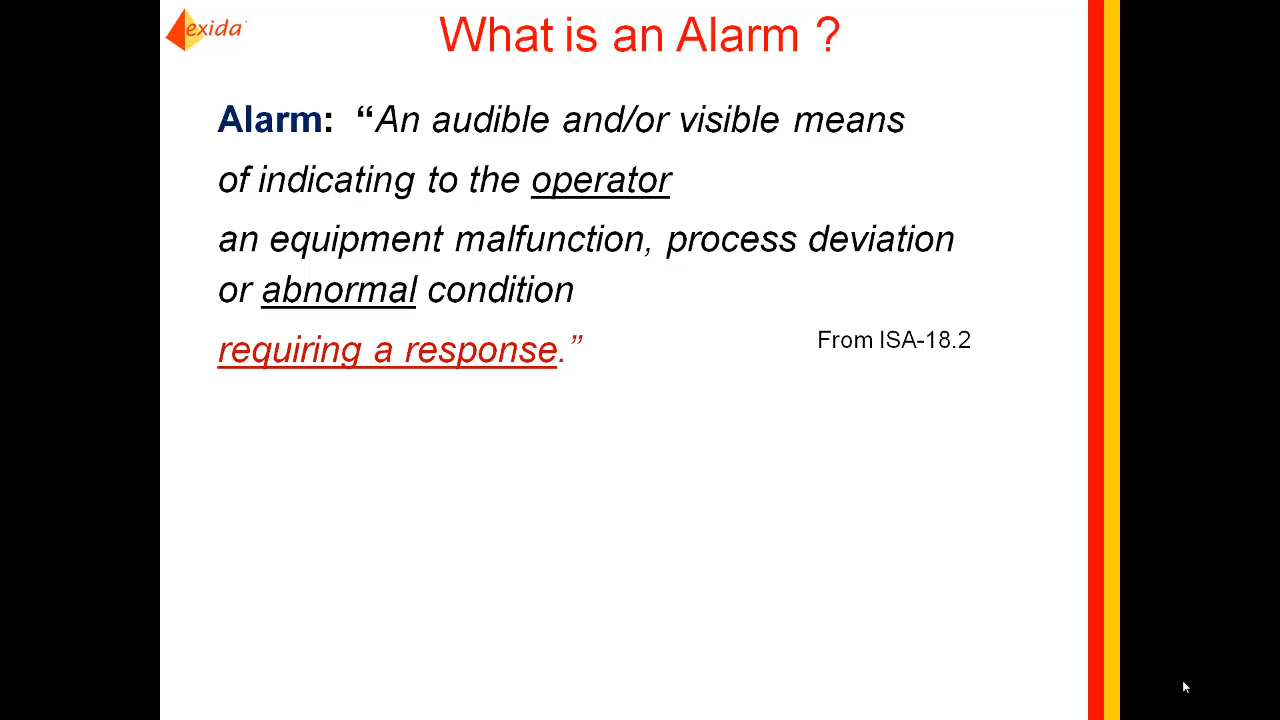 exida
What is an Alarm ?
Alarm: “An audible and/or visible means
of indicating to the operator
an equipment malfunction, process deviation
or abnormal condition
requiring a response.”
From ISA-18.2